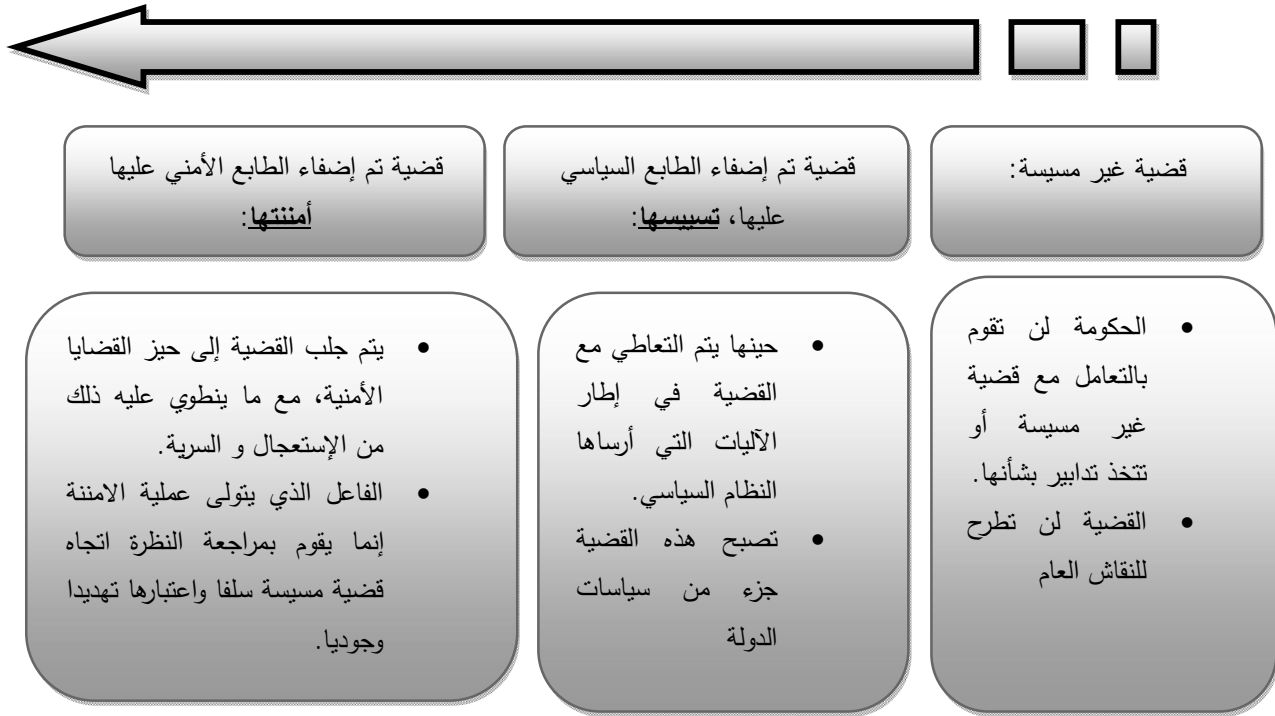 قضية غير مسيسة:
الحكومة لن تقوم
بالتعامل مع قضية
غير مسيسة أو
تتخذ تدابير بشأنها.
القضية لن تطرح
للنقاش العام
قضية تم إضفاء الطابع السياسي
عليها، تسييسها:
حينها يتم التعاطي مع
القضية في إطار
الآليات التي أرساها
النظام السياسي.
تصبح هذه القضية
جزء من سياسات
الدولة
قضية تم إضفاء الطابع الأمني عليها
أمننتها:
يتم جلب القضية إلى حيز القضايا
الأمنية، مع ما ينطوي عليه ذلك
من الإستعجال و السرية.
الفاعل الذي يتولى عملية الامننة
إنما يقوم بمراجعة النظرة اتجاه
قضية مسيسة سلفا واعتبارها تهديدا
وجوديا.